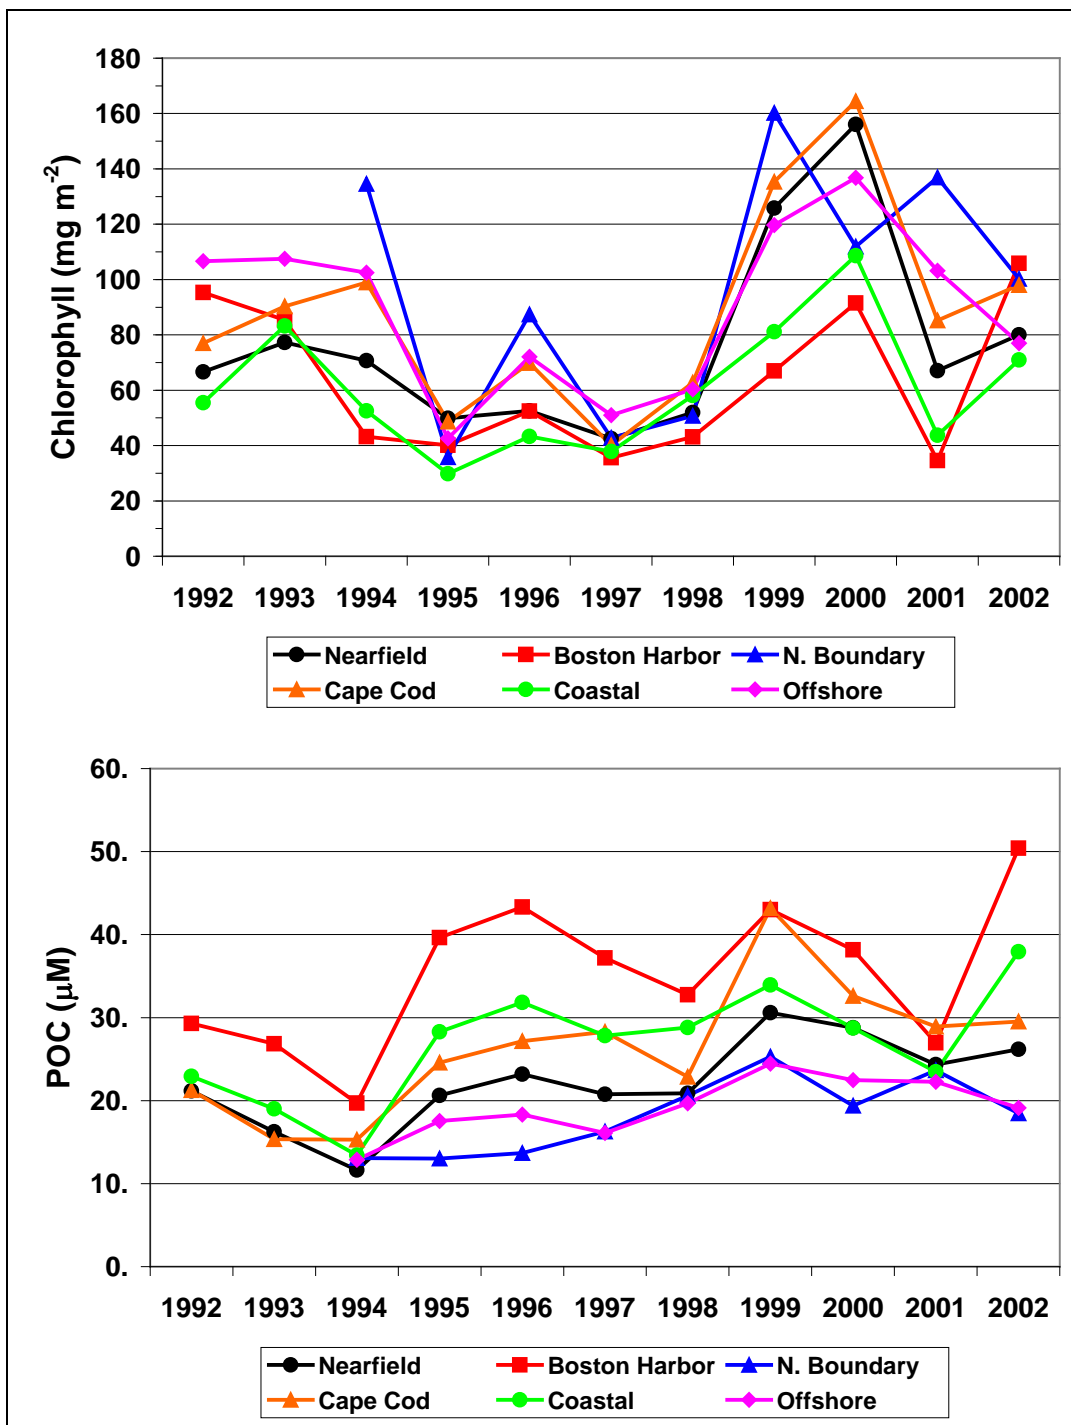 180
160
140
120
100
80
60
40
20
0
Chlorophyll (mg m-2)
1992 1993 1994 1995 1996 1997 1998 1999 2000 2001 2002
Nearfield Boston Harbor N. Boundary
Cape Cod Coastal Offshore
60.
50.
40.
30.
20.
10.
0.
POC (μM)
1992 1993 1994 1995 1996 1997 1998 1999 2000 2001 2002
Nearfield Boston Harbor N. Boundary
Cape Cod Coastal Offshore